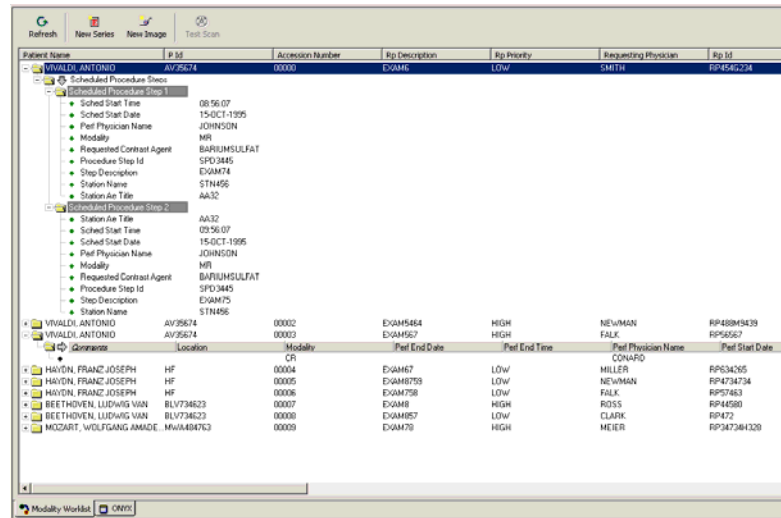 Refresh New Series New Image Test Scan
Patient Name P Id Accession Number Rp Description Rp Priority Requesting Physician Rp Id
VIVALDI, ANTONIO AV35674 00000 EXAM6 LOW SMITH RP454G234
Scheduled Procedure Steps
Scheduled Procedure Step 1
Sched Start Time 08:56:07
Sched Start Date 15-OCT-1995
Perf Physician Name JOHNSON
Modality MR
Requested Contrast Agent BARIUMSULFAT
Procedure Step Id SPD3445
Step Description EXAM74
Station Name STN456
Station Ae Title AA32
Scheduled Procedure Step 2
Station Ae Title AA32
Sched Start Time 09:56:07
Sched Start Date 15-OCT-1995
Perf Physician Name JOHNSON
Modality MR
Requested Contrast Agent BARIUMSULFAT
Procedure Step Id SPD3445
Step Description EXAM75
Station Name STN456
VIVALDI, ANTONIO AV35674 00002 EXAM5464 HIGH NEWMAN RP488M9439
VIVALDI, ANTONIO AV35674 00003 EXAM567 HIGH FALK RP56567
Comments Location Modality Perf End Date Perf End Time Perf Physician Name Perf Start Date
CR CONARD
HAYDN, FRANZ JOSEPH HF 00004 EXAM67 LOW MILLER RP634265
HAYDN, FRANZ JOSEPH HF 00005 EXAM8759 LOW NEWMAN RP4734734
HAYDN, FRANZ JOSEPH HF 00006 EXAM758 LOW FALK RP57463
BEETHOVEN, LUDWIG VAN BLV734623 00007 EXAM8 HIGH ROSS RP44580
BEETHOVEN, LUDWIG VAN BLV734623 00008 EXAM857 LOW CLARK RP472
MOZART, WOLFGANG AMADE... MWA484763 00009 EXAM78 HIGH MEIER RP34734H328
Modality Worklist ONYX